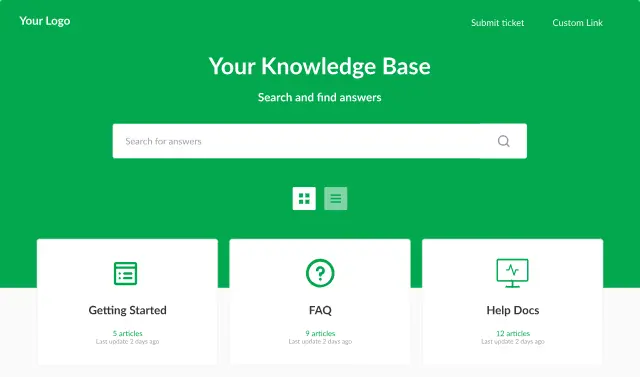 Your Logo
Submit ticket
Custom Link
Your Knowledge Base
Search and find answers
Search for answers
Getting Started
5 articles
Last update 2 days ago
FAQ
9 articles
Last update 2 days ago
Help Docs
12 articles
Last update 2 days ago